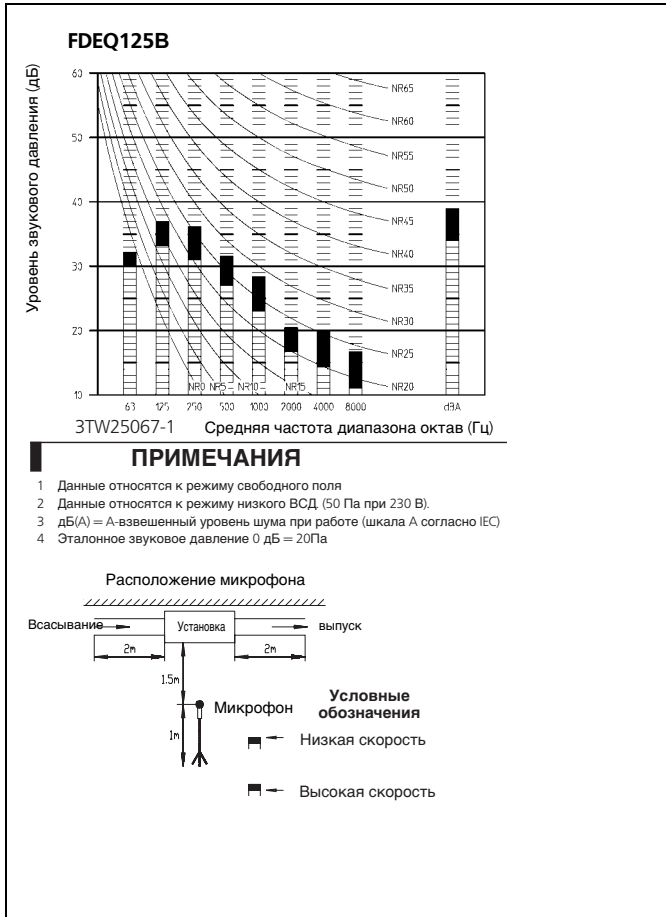 FDEQ125B
Уровень звукового давления (дБ)
60
50
40
30
20
10
NR65
NR60
NR55
NR50
NR45
NR40
NR35
NR30
NR25
NR20
NR0 NR5 NR10 NR15
63 125 250 500 1000 2000 4000 8000 dBA
3TW25067-1 Средняя частота диапазона октав (Гц)
ПРИМЕЧАНИЯ
1 Данные относятся к режиму свободного поля
2 Данные относятся к режиму низкого ВСД. (50 Па при 230 В).
3 дБ(A) = A-взвешенный уровень шума при работе (шкала A согласно IEC)
4 Эталонное звуковое давление 0 дБ = 20Па
Расположение микрофона
Всасывание Установка выпуск
2m 2m
1.5m
Микрофон
1m
Условные
обозначения
Низкая скорость
Высокая скорость